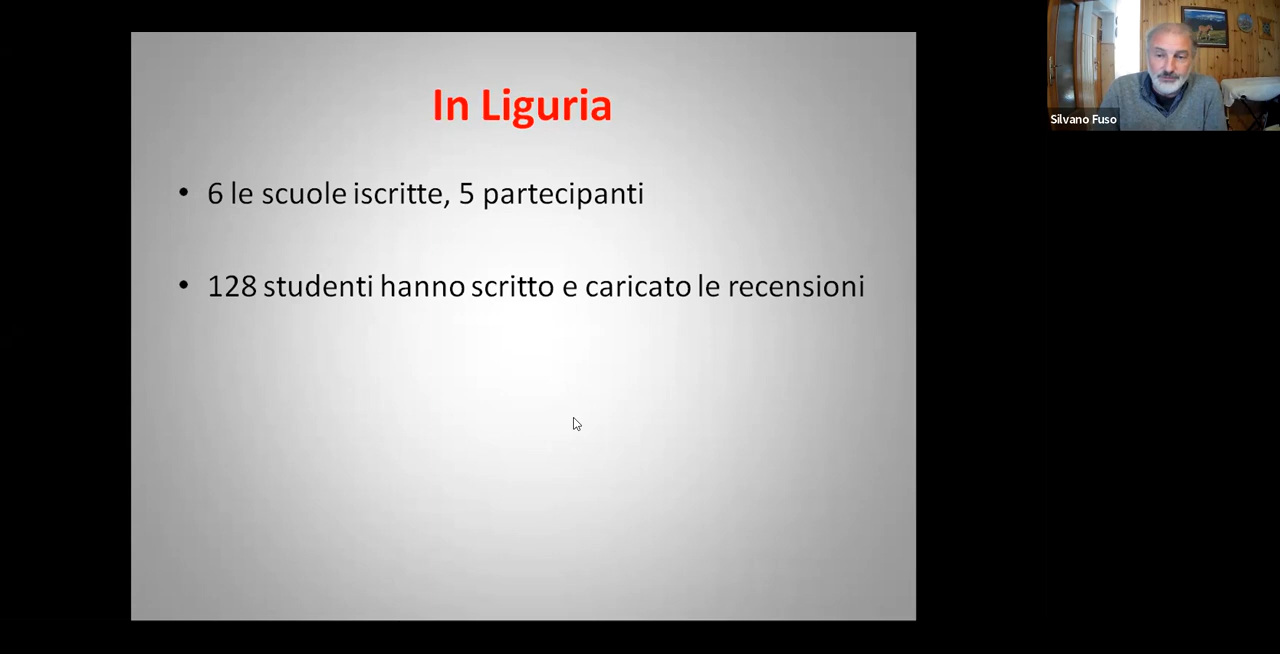 In Liguria
• 6 le scuole iscritte, 5 partecipanti
• 128 studenti hanno scritto e caricato le recensioni
Silvano Fuso